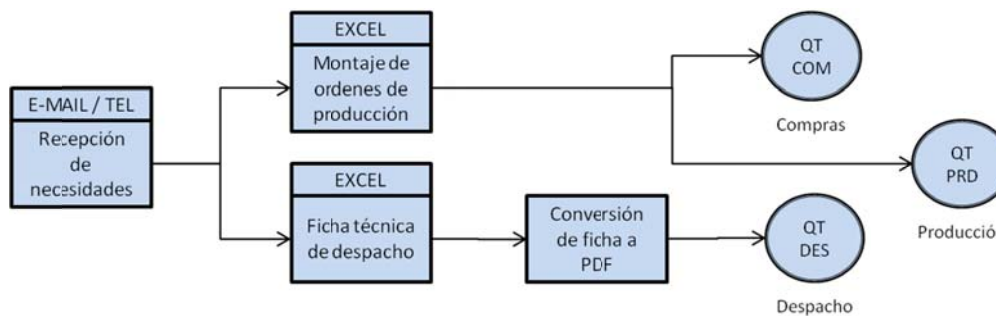 EXCEL
Montaje de
ordenes de
producción
E-MAIL / TEL
Recepción
de
necesidades
EXCEL
Ficha técnica
de despacho
Conversión
de ficha a
PDF
QT
COM
Compras
QT
PRD
Producció
QT
DES
Despacho